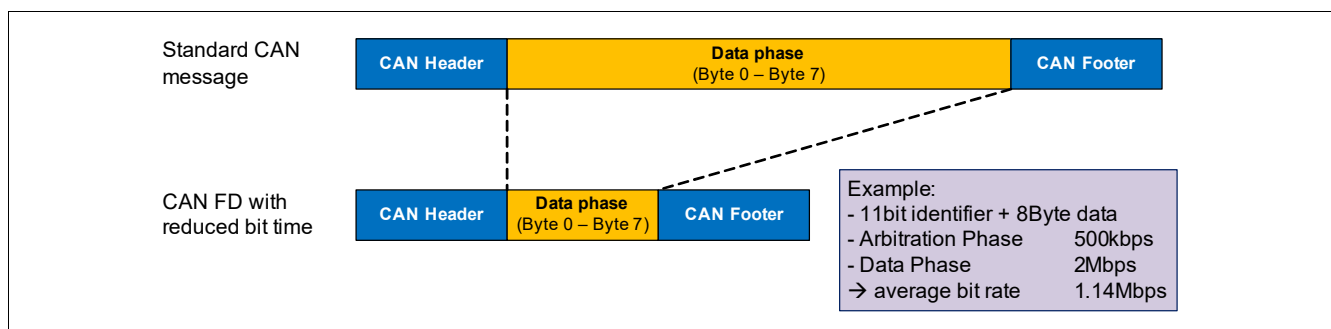 Standard CAN
message
CAN Header
Data phase
(Byte 0 – Byte 7)
CAN Footer
CAN FD with
reduced bit time
CAN Header
Data phase
(Byte 0 – Byte 7)
CAN Footer
Example:
- 11bit identifier + 8Byte data
- Arbitration Phase 500kbps
- Data Phase 2Mbps
→ average bit rate 1.14Mbps